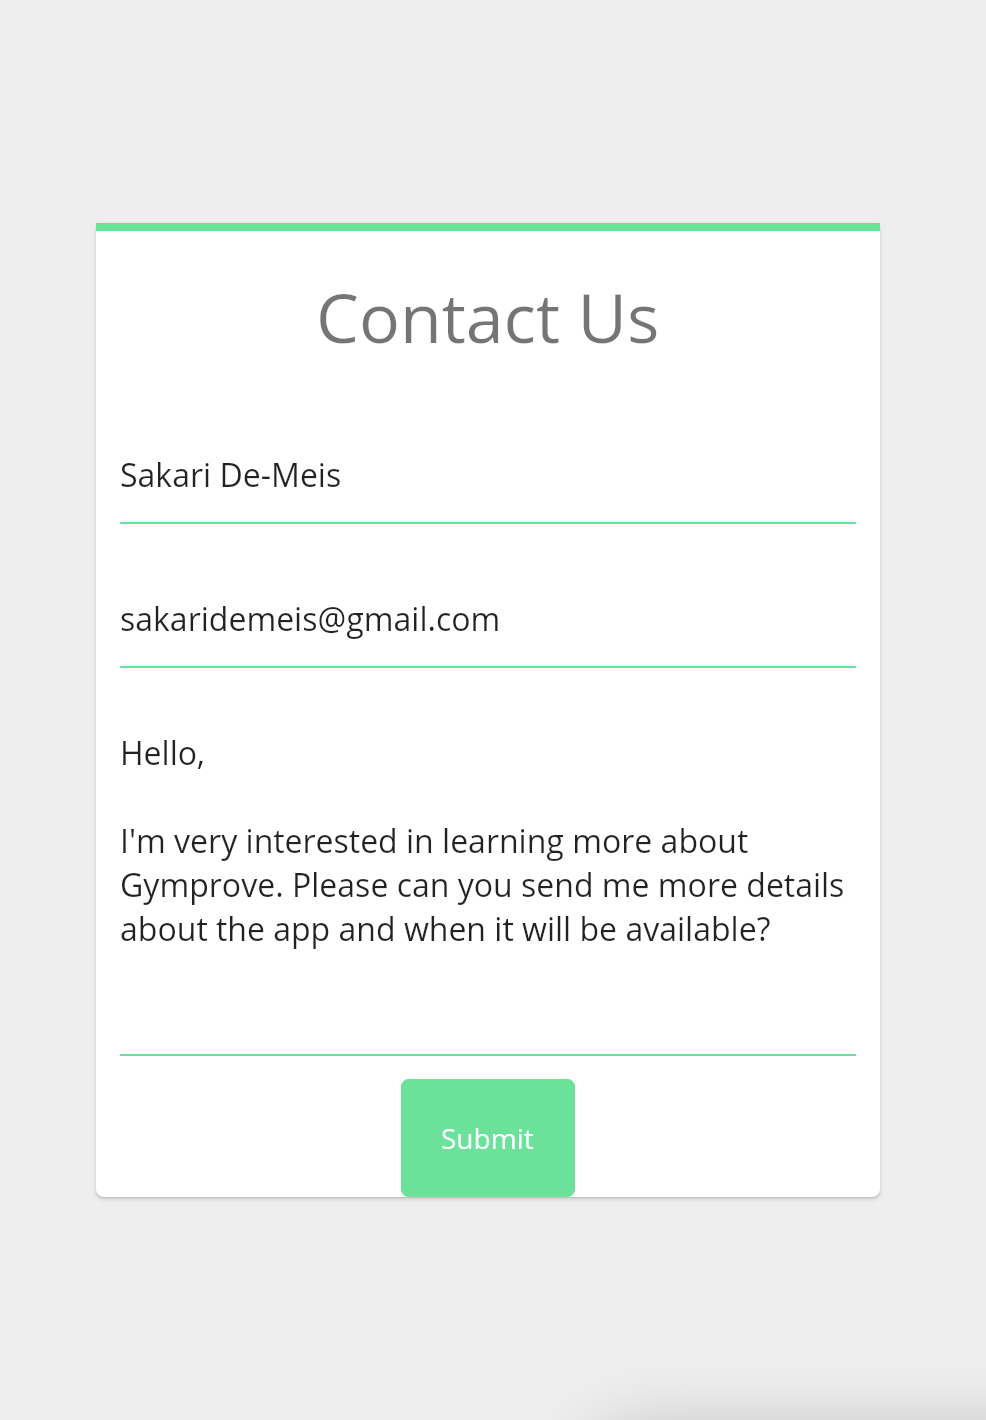 Contact Us
Sakari De-Meis
sakaridemeis@gmail.com
Hello,
I'm very interested in learning more about
Gymprove. Please can you send me more details
about the app and when it will be available?
Submit